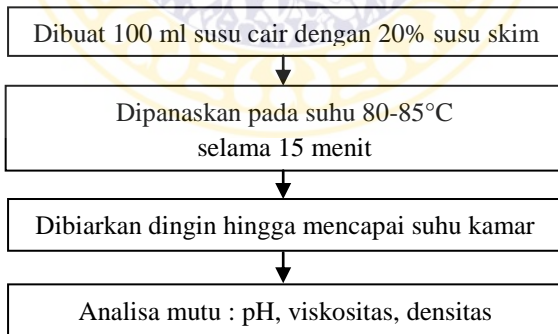 Dibuat 100 ml susu cair dengan 20% susu skim
Dipanaskan pada suhu 80-85°C
selama 15 menit
Dibiarkan dingin hingga mencapai suhu kamar
Analisa mutu : pH, viskositas, densitas